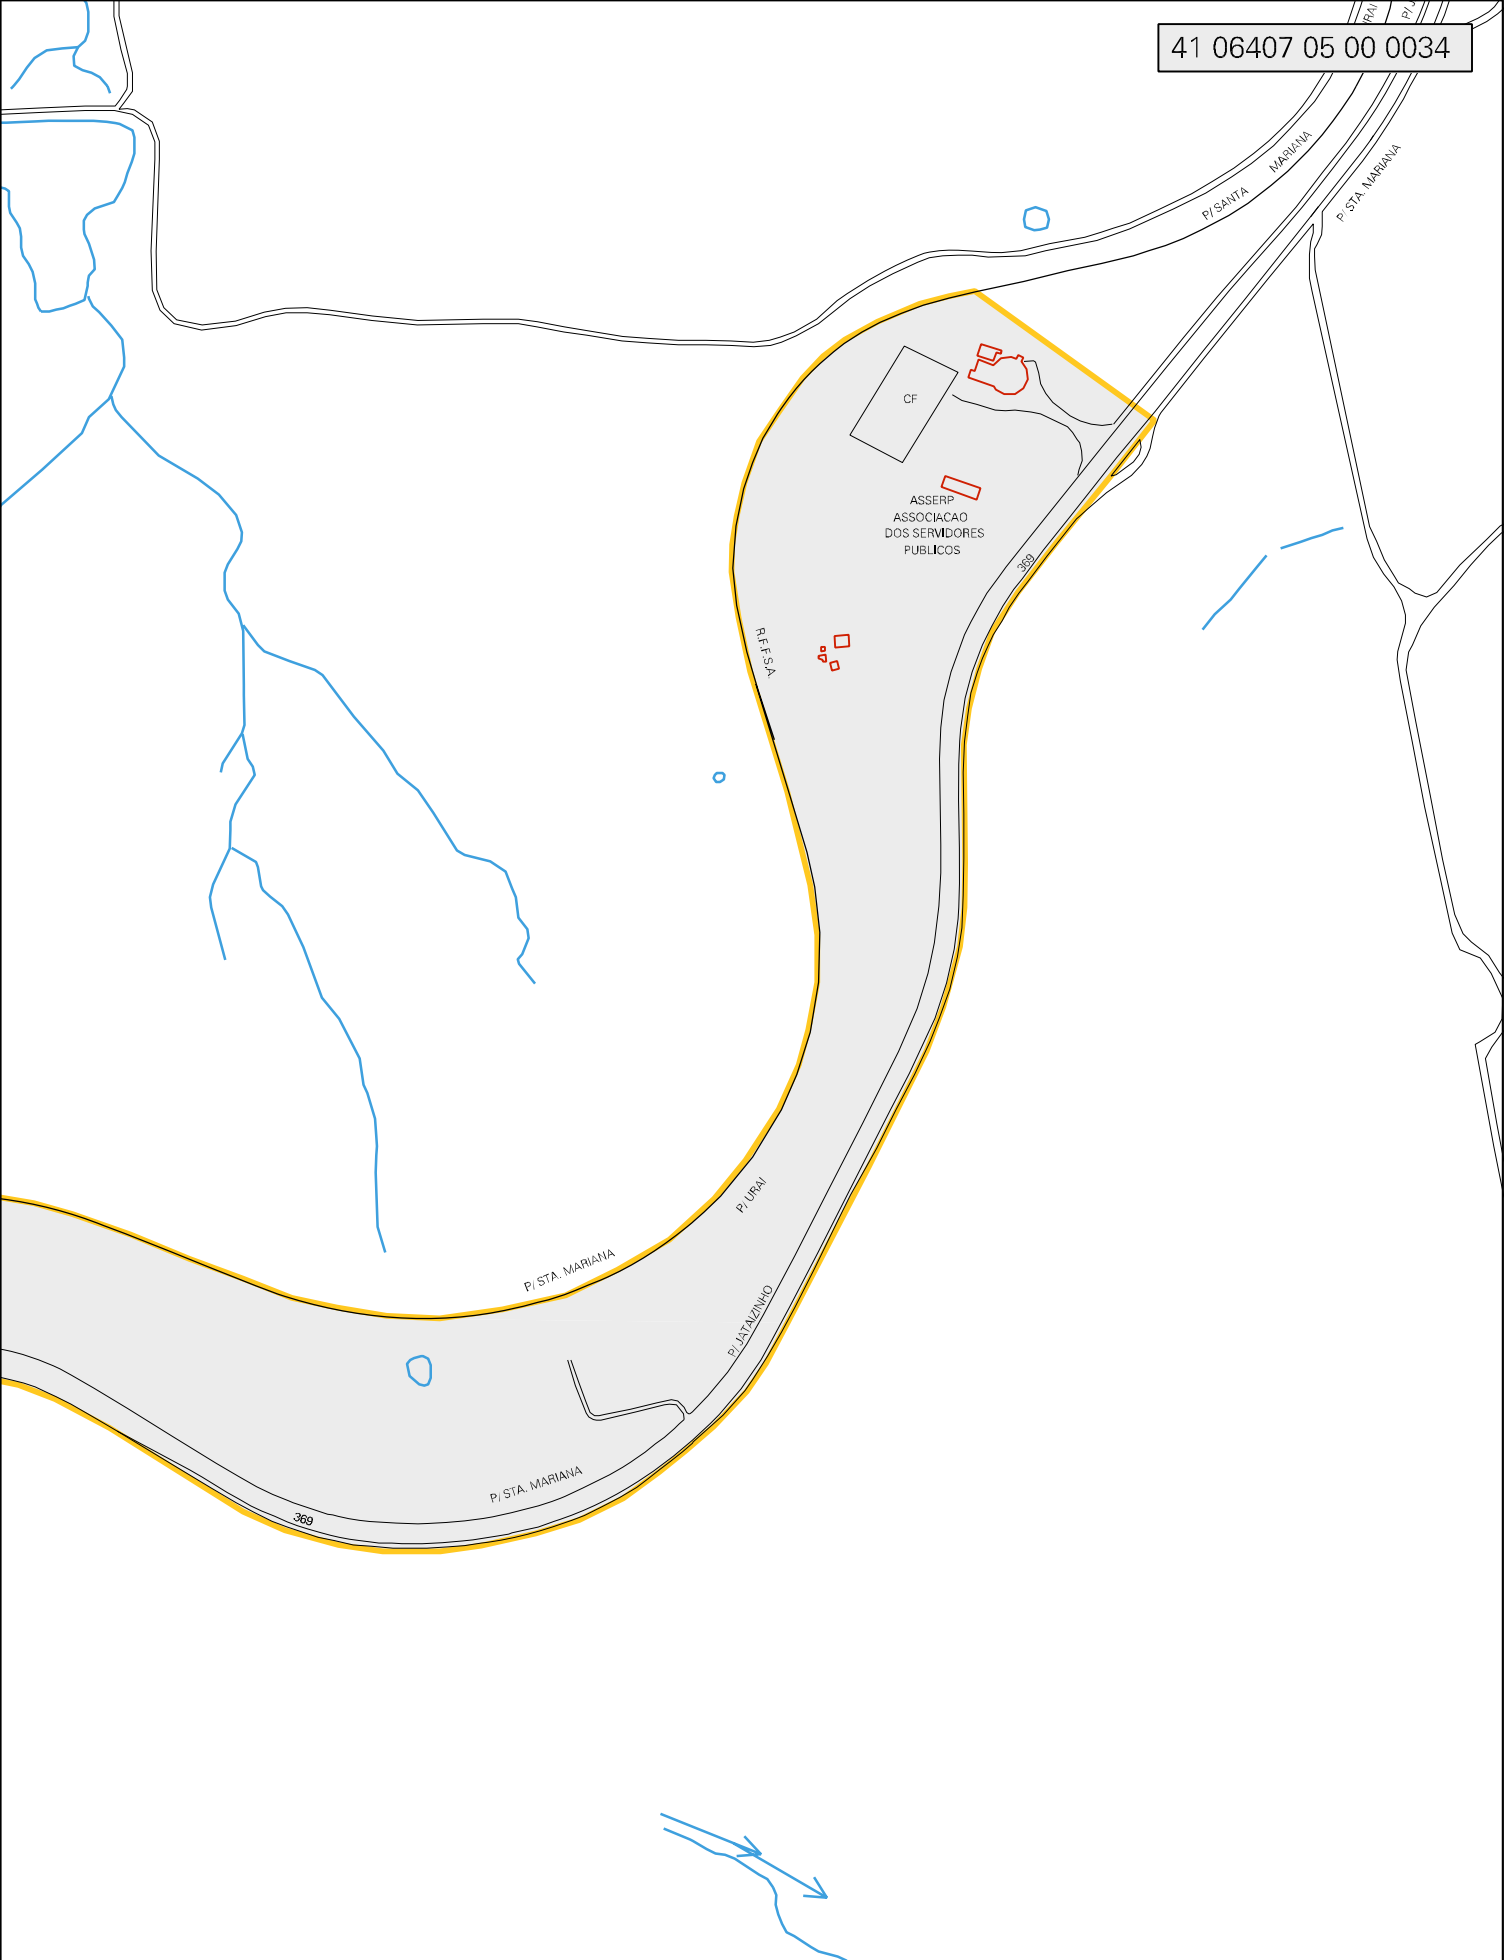 41 06407 05 00 0034
P/ SANTA MARIANA
P/ STA. MARIANA
CF
ASSERP
ASSOCIACAO
DOS SERVIDORES
PUBLICOS
369
R.F.F.S.A.
P/ URAI
P/ STA. MARIANA
P/ JATAIZINHO
P/ STA. MARIANA
369